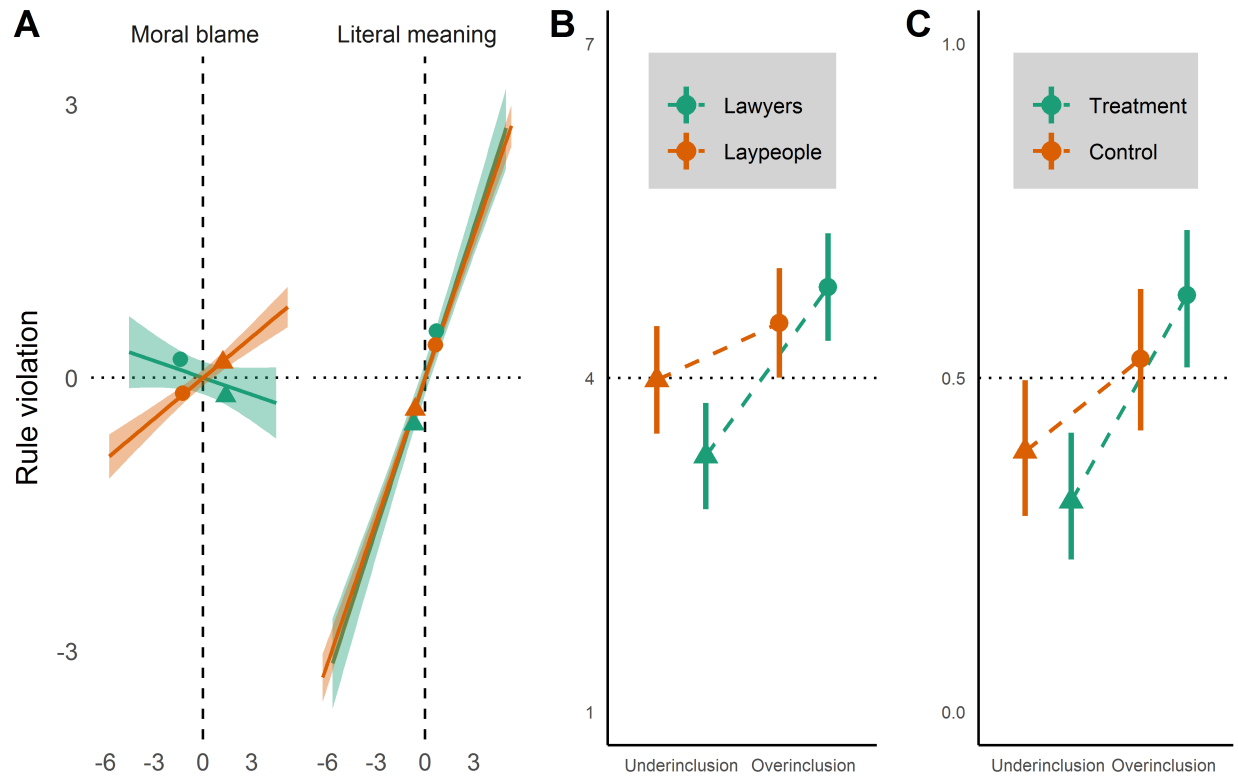 A
Moral blame
Literal meaning
Rule violation
3
0
-3
-6 -3 0 3
-6 -3 0 3
B
7
4
1
Lawyers
Laypeople
Underinclusion Overinclusion
C
1.0
0.5
0.0
Treatment
Control
Underinclusion Overinclusion